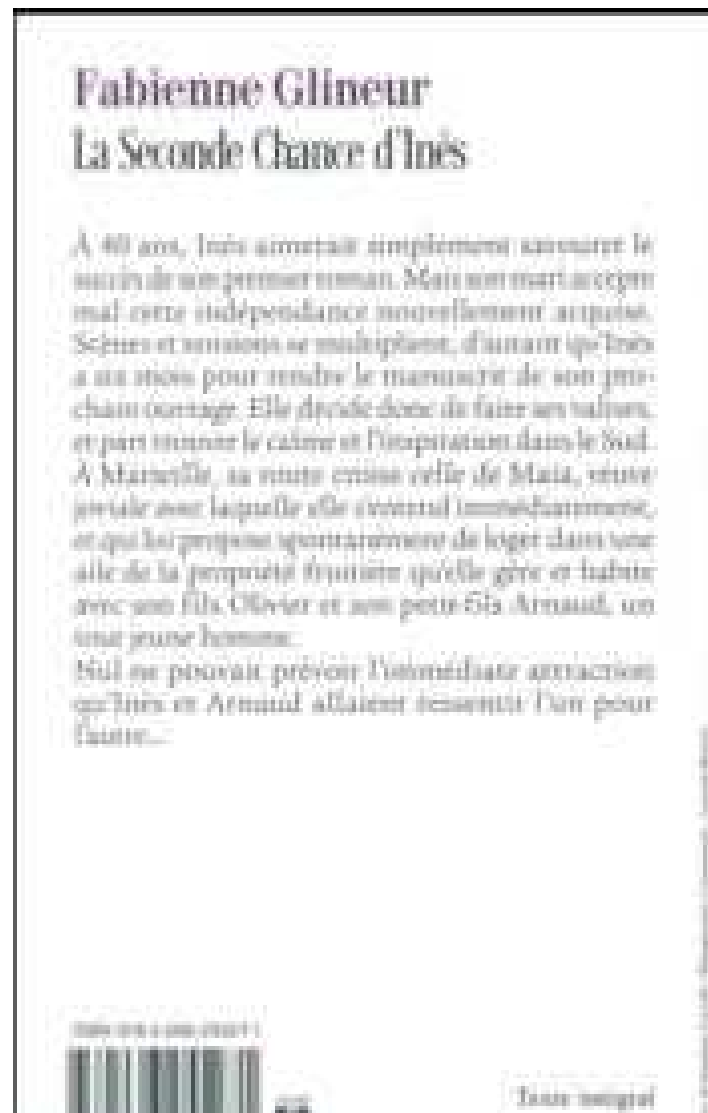 Fabienne Glineur
La Seconde Chance d'Inès
À 40 ans, Inès aimerait simplement savourer le
succès de son premier roman. Mais son mari accepte
mal cette indépendance nouvellement acquise.
Scènes et tensions se multiplient, d'autant qu'Inès
a six mois pour rendre le manuscrit de son pro-
chain ouvrage. Elle décide donc de faire ses valises,
et part trouver le calme et l'inspiration dans le Sud.
À Marseille, sa route croise celle de Maïa, veuve
joviale avec laquelle elle s'entend immédiatement,
et qui lui propose spontanément de loger dans une
aile de la propriété fruitière qu'elle gère et habite
avec son fils Olivier et son petit-fils Arnaud, un
tout jeune homme.
Nul ne pouvait prévoir l'immédiate attraction
qu'Inès et Arnaud allaient ressentir l'un pour
l'autre...
ISBN
Texte intégral